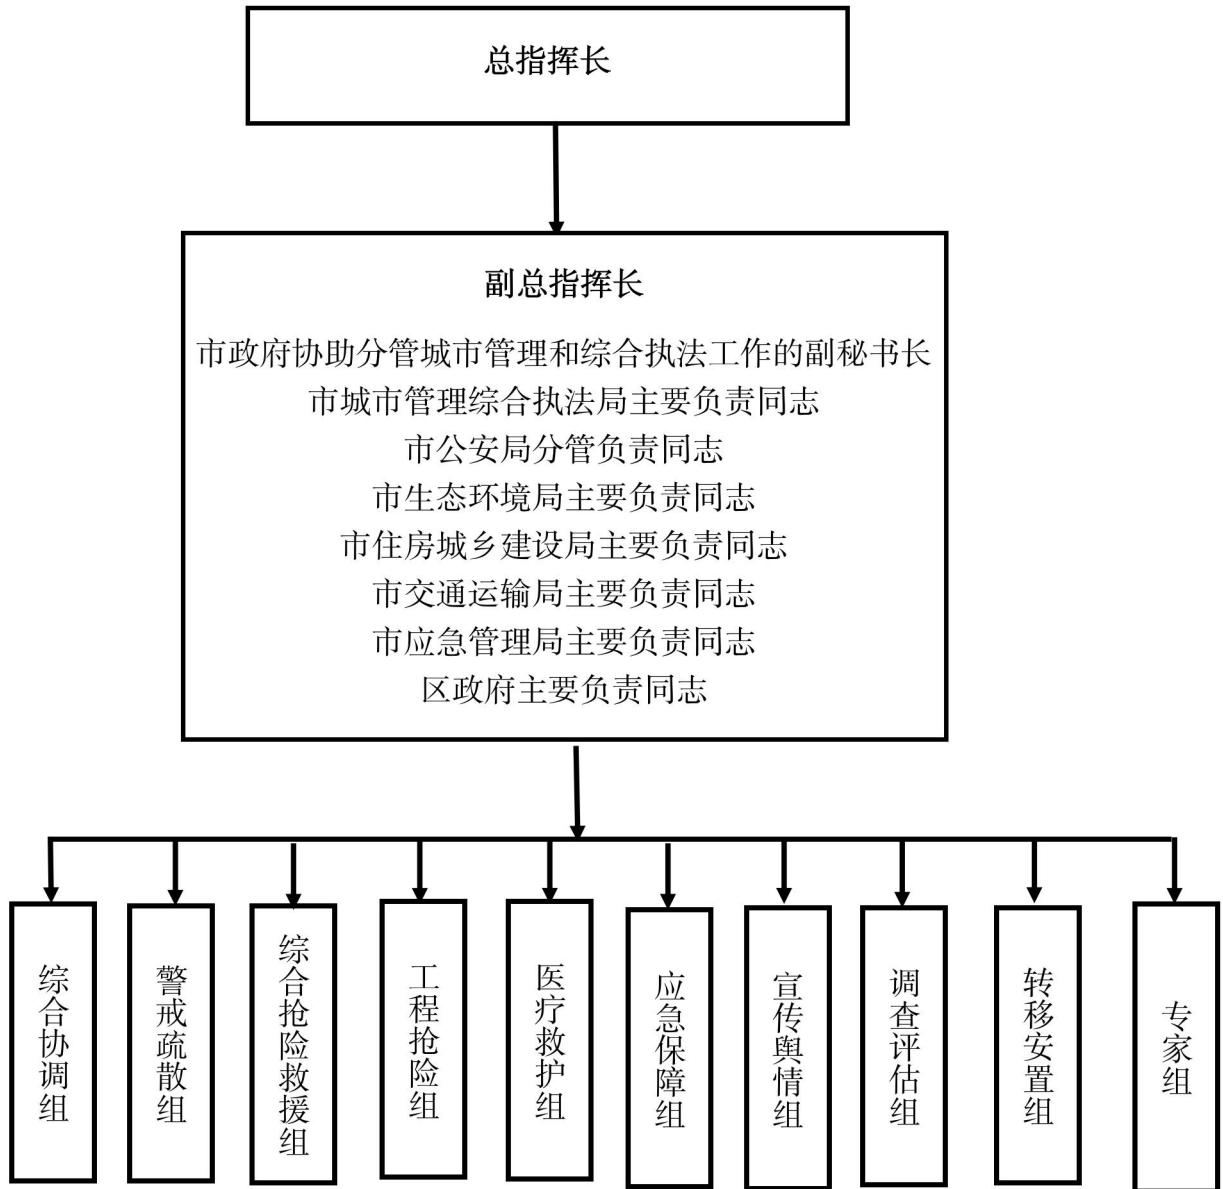 总指挥长
副总指挥长
市政府协助分管城市管理和综合执法工作的副秘书长
市城市管理综合执法局主要负责同志
市公安局分管负责同志
市生态环境局主要负责同志
市住房城乡建设局主要负责同志
市交通运输局主要负责同志
市应急管理局主要负责同志
区政府主要负责同志
综合协调组
警戒疏散组
综合抢险救援组
工程抢险组
医疗救护组
应急保障组
宣传舆情组
调查评估组
转移安置组
专家组